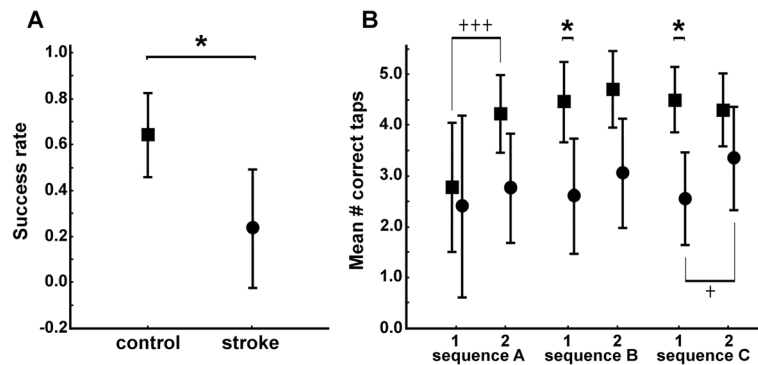 A
*
Success rate
1.0
0.8
0.6
0.4
0.2
0.0
-0.2
control stroke
B
+++ * *
Mean # correct taps
5.0
4.0
3.0
2.0
1.0
0.0
+
1 2 1 2 1 2
sequence A sequence B sequence C